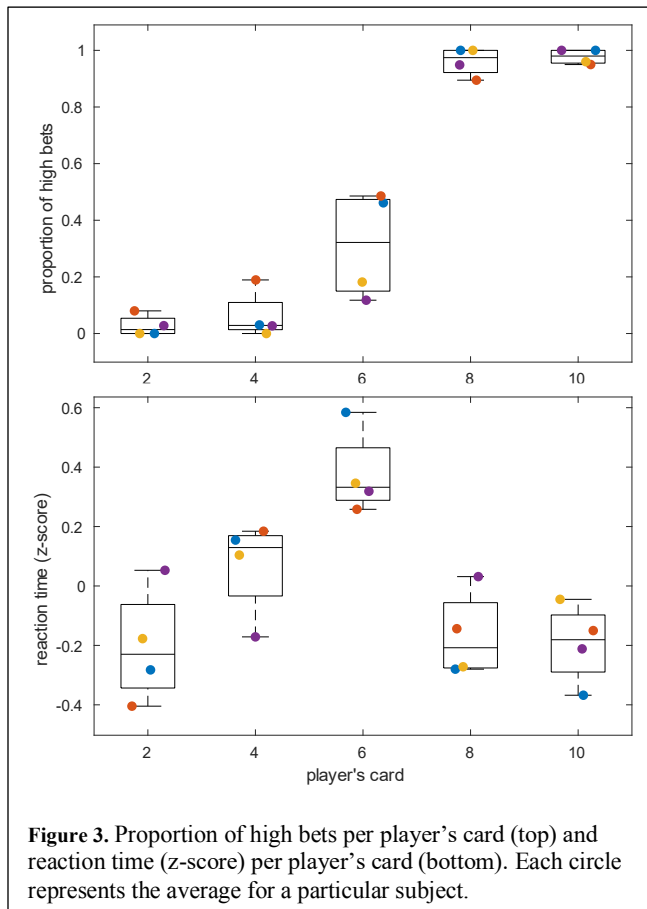 1
0.8
0.6
0.4
0.2
0
proportion of high bets
2 4 6 8 10
0.6
0.4
0.2
0
-0.2
-0.4
reaction time (z-score)
2 4 6 8 10
player's card
Figure 3. Proportion of high bets per player's card (top) and
reaction time (z-score) per player's card (bottom). Each circle
represents the average for a particular subject.